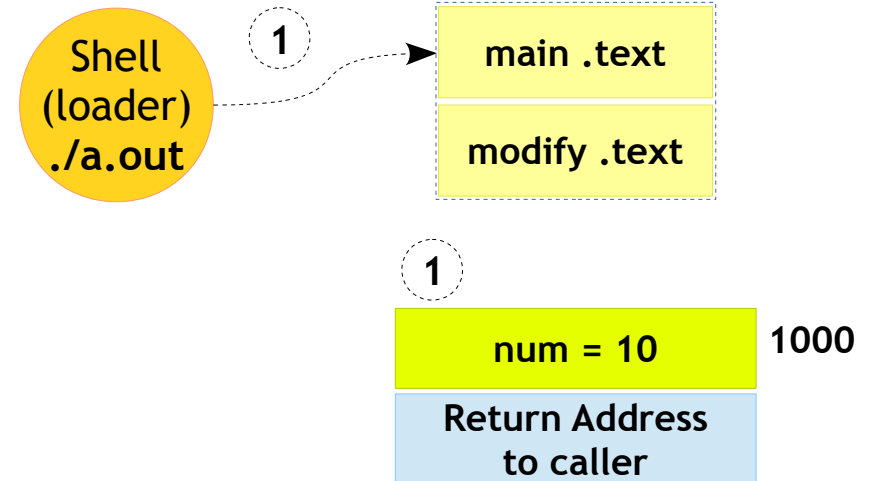 Shell
(loader)
./a.out
1
main .text
modify .text
1
num = 10
1000
Return Address
to caller